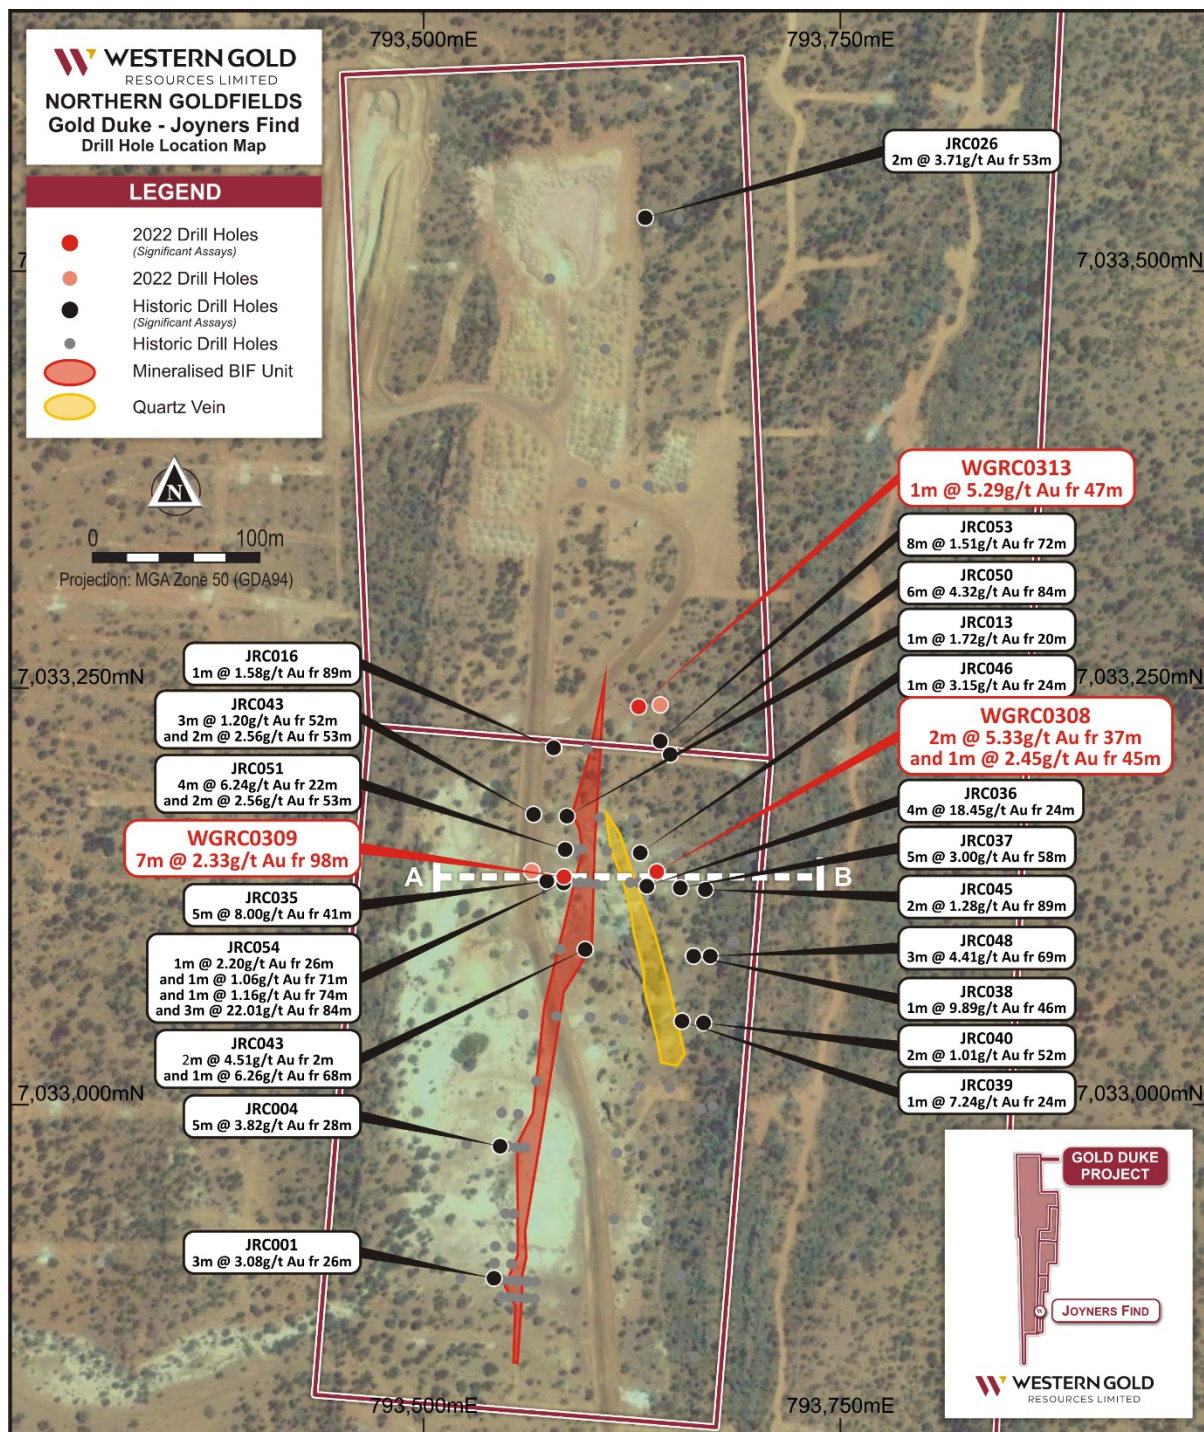 793,500mE
793,750mE
WESTERN GOLD
RESOURCES LIMITED
NORTHERN GOLDFIELDS
Gold Duke - Joyners Find
Drill Hole Location Map
LEGEND
2022 Drill Holes
(Significant Assays)
2022 Drill Holes
Historic Drill Holes
(Significant Assays)
Historic Drill Holes
Mineralised BIF Unit
Quartz Vein
N
0 100m
Projection: MGA Zone 50 (GDA94)
JRC026
2m @ 3.71g/t Au fr 53m
7
7,033,500mN
WGRC0313
1m @ 5.29g/t Au fr 47m
JRC053
8m @ 1.51g/t Au fr 72m
JRC050
6m @ 4.32g/t Au fr 84m
JRC013
1m @ 1.72g/t Au fr 20m
JRC046
1m @ 3.15g/t Au fr 24m
7,033,250mN
7,033,250mN
WGRC0308
2m @ 5.33g/t Au fr 37m
and 1m @ 2.45g/t Au fr 45m
JRC036
4m @ 18.45g/t Au fr 24m
JRC037
5m @ 3.00g/t Au fr 58m
JRC045
2m @ 1.28g/t Au fr 89m
JRC048
3m @ 4.41g/t Au fr 69m
JRC038
1m @ 9.89g/t Au fr 46m
JRC040
2m @ 1.01g/t Au fr 52m
JRC039
1m @ 7.24g/t Au fr 24m
JRC016
1m @ 1.58g/t Au fr 89m
JRC043
3m @ 1.20g/t Au fr 52m
and 2m @ 2.56g/t Au fr 53m
JRC051
4m @ 6.24g/t Au fr 22m
and 2m @ 2.56g/t Au fr 53m
WGRC0309
7m @ 2.33g/t Au fr 98m
A
B
JRC035
5m @ 8.00g/t Au fr 41m
JRC054
1m @ 2.20g/t Au fr 26m
and 1m @ 1.06g/t Au fr 71m
and 1m @ 1.16g/t Au fr 74m
and 3m @ 22.01g/t Au fr 84m
JRC043
2m @ 4.51g/t Au fr 2m
and 1m @ 6.26g/t Au fr 68m
7,033,000mN
7,033,000mN
JRC004
5m @ 3.82g/t Au fr 28m
JRC001
3m @ 3.08g/t Au fr 26m
GOLD DUKE
PROJECT
JOYNERS FIND
WESTERN GOLD
RESOURCES LIMITED
793,500mE
793,750mE